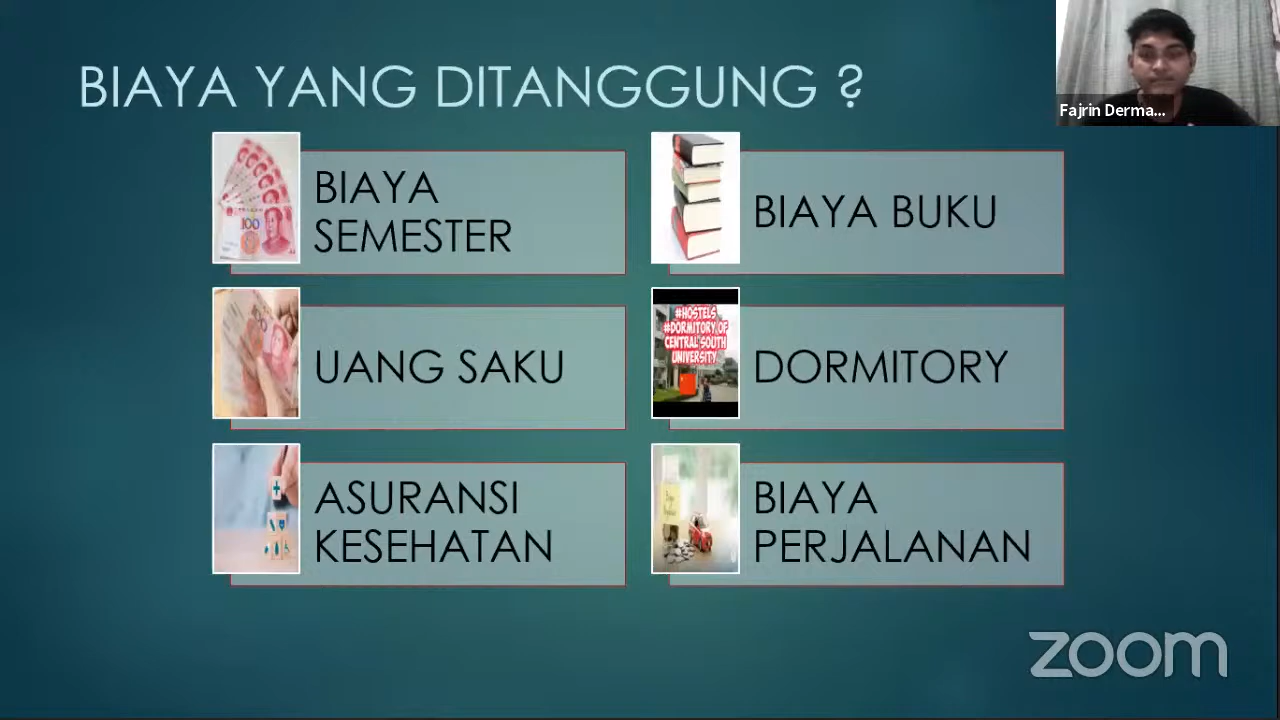 BIAYA YANG DITANGGUNG ?
Fajrin Derma...
BIAYA
SEMESTER
100
BIAYA BUKU
UANG SAKU
#HOSTELS
#DORMITORY OF
CENTRAL SOUTH
UNIVERSITY
DORMITORY
ASURANSI
KESEHATAN
BIAYA
PERJALANAN
zoom